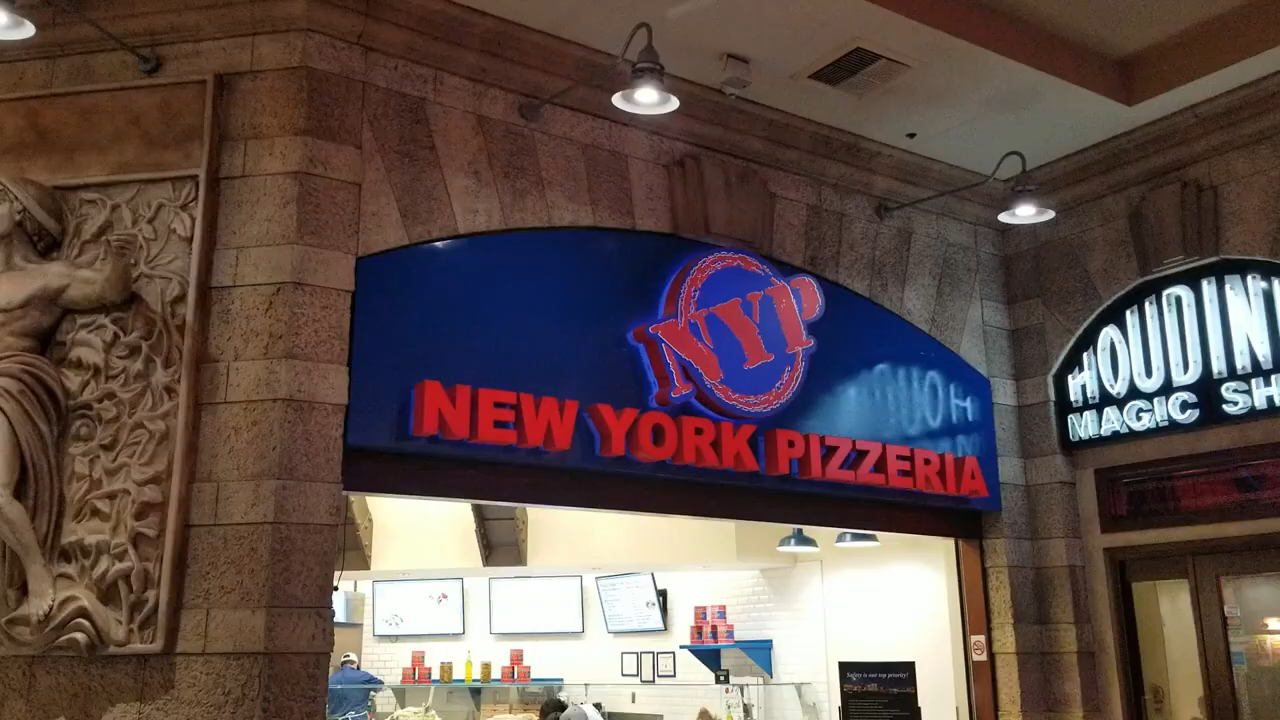 NYP
NEW YORK PIZZERIA
HOUDIN
MAGIC SH
Safety is our top priority!